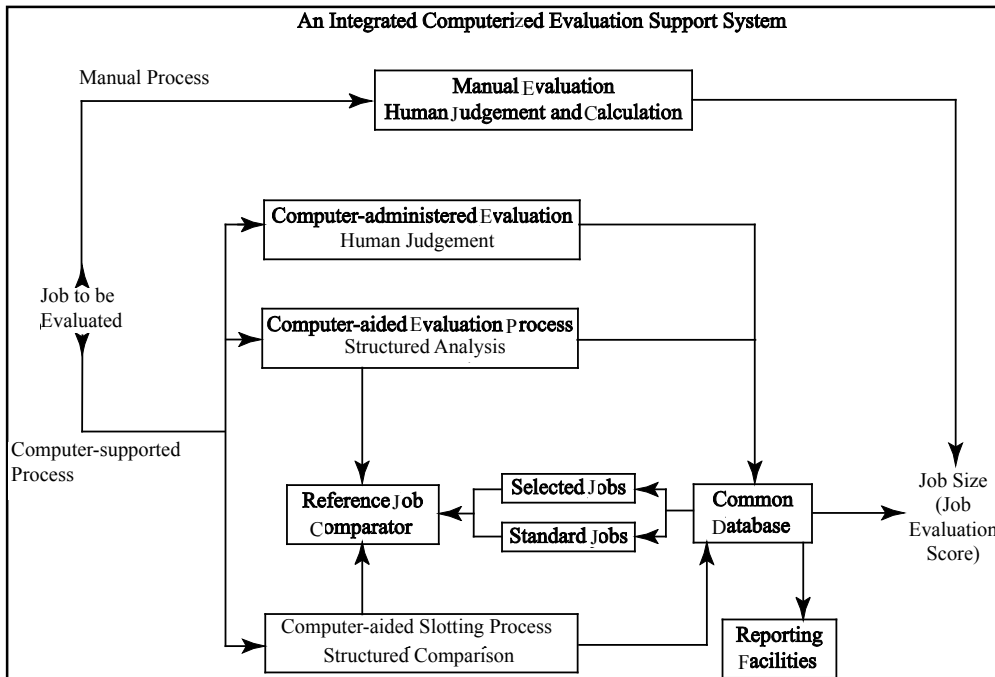 An Integrated Computerized Evaluation Support System
Manual Process
Manual Evaluation
Human Judgement and Calculation
Computer-administered Evaluation
Human Judgement
Job to be
Evaluated
Computer-aided Evaluation Process
Structured Analysis
Computer-supported
Process
Selected Jobs
Reference Job
Comparator
Standard Jobs
Common
Database
Job Size
(Job
Evaluation
Score)
Computer-aided Slotting Process
Structured Comparison
Reporting
Facilities